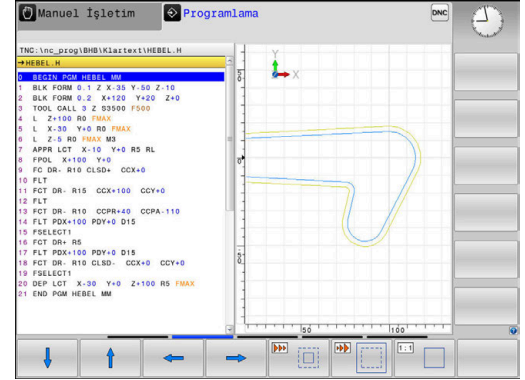 Manuel İşletim
Programlama
DNC
TNC:\nc_prog\BHB\Klartext\HEBEL.H
→HEBEL.H
0 BEGIN PGM HEBEL MM
1 BLK FORM 0.1 Z X-35 Y-50 Z-10
2 BLK FORM 0.2 X+120 Y+20 Z+0
3 TOOL CALL 3 Z S3500 F500
4 L Z+100 R0 FMAX
5 L X-30 Y+0 R0 FMAX
6 L Z-5 R0 FMAX M3
7 APPR LCT X-10 Y+0 R5 RL
8 FPOL X+100 Y+0
9 FC DR- R10 CLSD+ CCX+0
10 FLT
11 FCT DR- R15 CCX+100 CCY+0
12 FLT
13 FCT DR- R10 CCPR+40 CCPA-110
14 FLT PDX+100 PDY+0 D15
15 FSELECT1
16 FCT DR+ R5
17 FLT PDX+100 PDY+0 D15
18 FCT DR- R10 CLSD- CCX+0 CCY+0
19 FSELECT1
20 DEP LCT X-30 Y+0 Z+100 R5 FMAX
21 END PGM HEBEL MM
Y
X
50
100
1:1